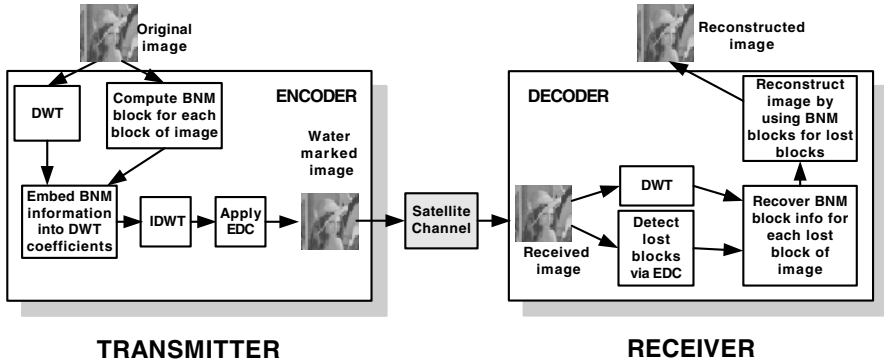 Original
image
ENCODER
DWT
Compute BNM
block for each
block of image
Water
marked
image
Embed BNM
information
into DWT
coefficients
IDWT
Apply
EDC
Satellite
Channel
Reconstructed
image
DECODER
Reconstruct
image by
using BNM
blocks for lost
blocks
DWT
Received
image
Detect
lost
blocks
via EDC
Recover BNM
block info for
each lost
block of
image
TRANSMITTER
RECEIVER